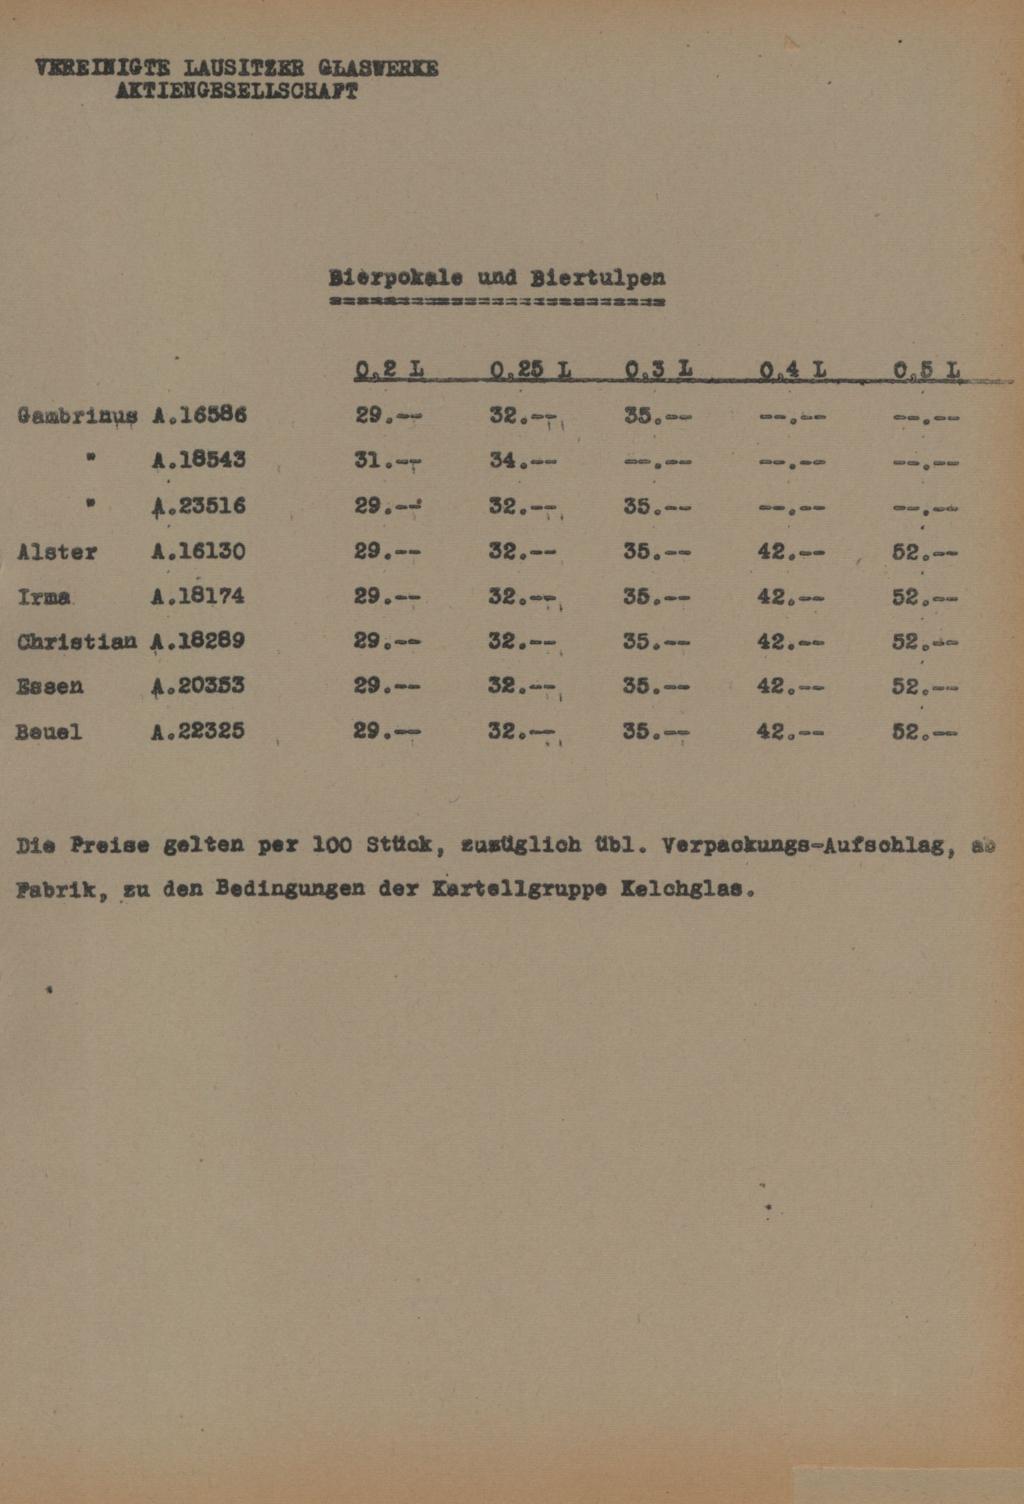 VEREINIGTE LAUSITZER GLASWERKE
AKTIENGESELLSCHAFT
Bierpokale und Biertulpen
0,2 L 0,25 L 0,3 L 0,4 L 0,5 L
Gambrinus A.16586 29.-- 32.-- 35.-- --.-- --.--
" A.18543 31.-- 34.-- --.-- --.-- --.--
" A.23516 29.-- 32.-- 35.-- --.-- --.--
Alster A.16130 29.-- 32.-- 35.-- 42.-- 52.--
Irma A.18174 29.-- 32.-- 35.-- 42.-- 52.--
Christian A.18289 29.-- 32.-- 35.-- 42.-- 52.--
Essen A.20353 29.-- 32.-- 35.-- 42.-- 52.--
Beuel A.22325 29.-- 32.-- 35.-- 42.-- 52.--
Die Preise gelten per 100 Stück, zuzüglich übl. Verpackungs-Aufschlag, ab
Fabrik, zu den Bedingungen der Kartellgruppe Kelchglas.